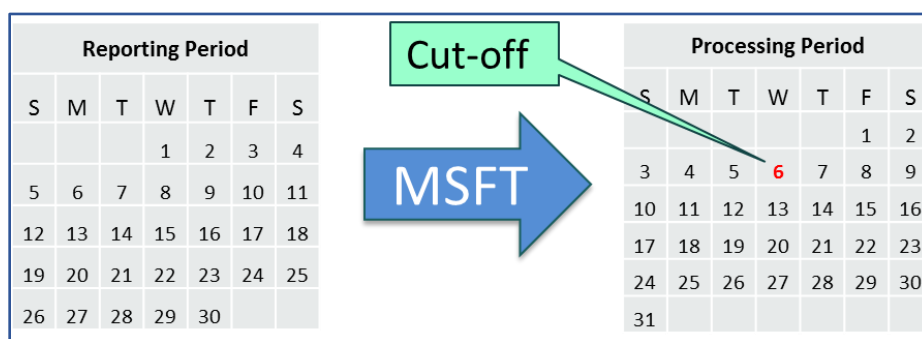 Reporting Period
S M T W T F S
1 2 3 4
5 6 7 8 9 10 11
12 13 14 15 16 17 18
19 20 21 22 23 24 25
26 27 28 29 30
Cut-off
MSFT
Processing Period
S M T W T F S
1 2
3 4 5 6 7 8 9
10 11 12 13 14 15 16
17 18 19 20 21 22 23
24 25 26 27 28 29 30
31